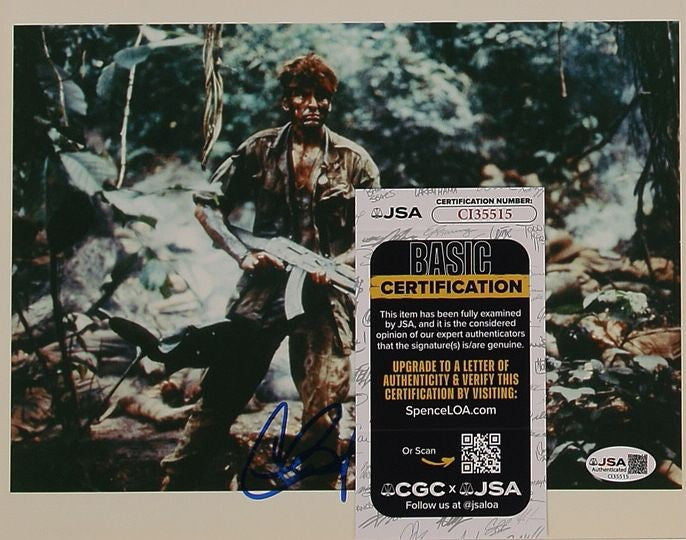 JSA
CERTIFICATION NUMBER:
CI35515
BASIC
CERTIFICATION
This item has been fully examined
by JSA, and it is the considered
opinion of our expert authenticators
that the signature(s) is/are genuine.
UPGRADE TO A LETTER OF
AUTHENTICITY & VERIFY THIS
CERTIFICATION BY VISITING:
SpenceLOA.com
Or Scan
CGC x JSA
Follow us at @jsaloa
JSA
Authenticated
CI35515